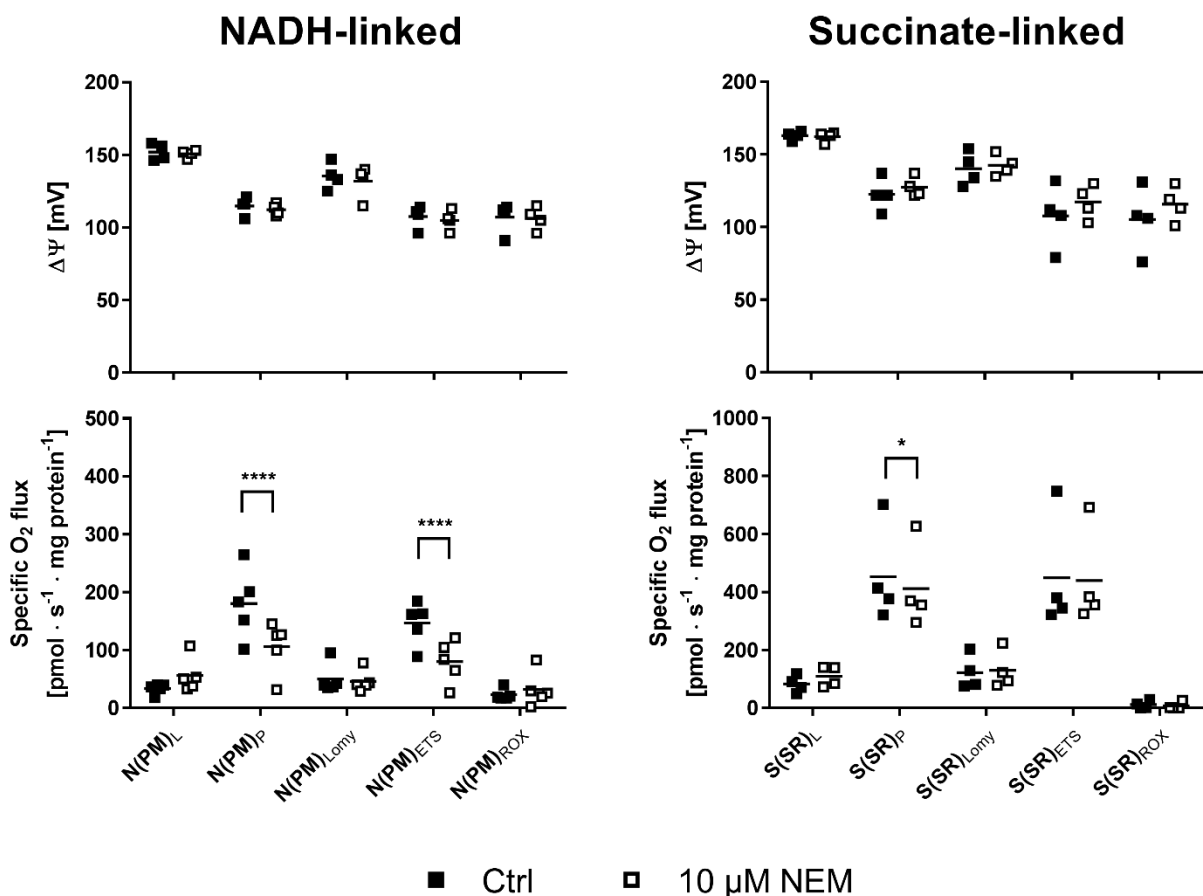 NADH-linked
Succinate-linked
ΔΨ [mV]
200
150
100
50
0
ΔΨ [mV]
200
150
100
50
0
Specific O₂ flux
[pmol · s⁻¹ · mg protein⁻¹]
500
400
300
200
100
0
****
****
N(PM)L
N(PM)P
N(PM)Lomy
N(PM)ETS
N(PM)ROX
Specific O₂ flux
[pmol · s⁻¹ · mg protein⁻¹]
1000
800
600
400
200
0
*
S(SR)L
S(SR)P
S(SR)Lomy
S(SR)ETS
S(SR)ROX
Ctrl
10 µM NEM